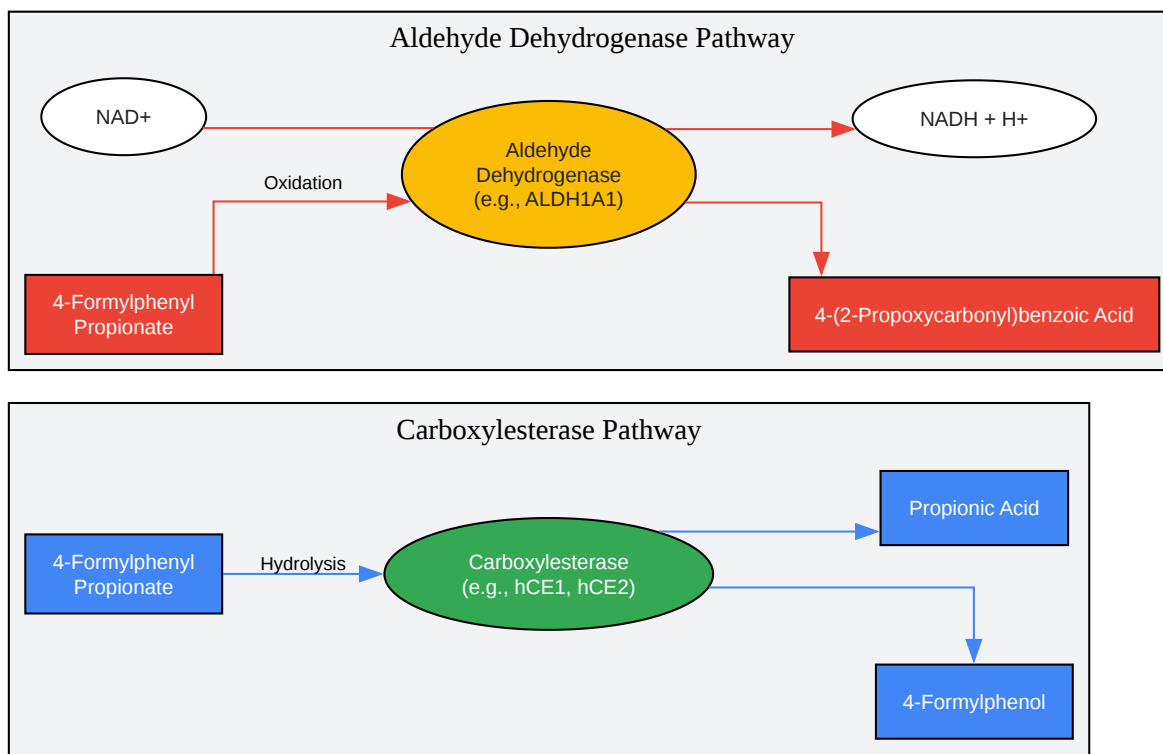 Aldehyde Dehydrogenase Pathway
NAD+
NADH + H+
Aldehyde
Dehydrogenase
(e.g., ALDH1A1)
Oxidation
4-Formylphenyl
Propionate
4-(2-Propoxycarbonyl)benzoic Acid
Carboxylesterase Pathway
Propionic Acid
4-Formylphenyl
Propionate
Hydrolysis
Carboxylesterase
(e.g., hCE1, hCE2)
4-Formylphenol